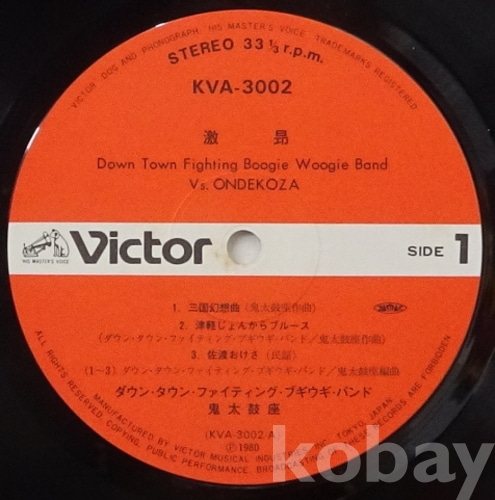 VICTOR DOG AND PHONOGRAPH, HIS MASTER'S VOICE, TRADEMARKS REGISTERED
STEREO 33 1/3 r.p.m.
KVA-3002
激昂
Down Town Fighting Boogie Woogie Band
Vs. ONDEKOZA
HIS MASTER'S VOICE
Victor
SIDE 1
1. 三国幻想曲 (鬼太鼓座作曲)
2. 津軽じょんからブルース
(ダウン・タウン・ファイティング・ブギウギ・バンド/鬼太鼓座作曲)
3. 佐渡おけさ (民謡)
(1~3) ダウン・タウン・ファイティング・ブギウギ・バンド/鬼太鼓座編曲
ダウン・タウン・ファイティング・ブギウギ・バンド
鬼太鼓座
(KVA-3002-A)
Ⓟ1980
MANUFACTURED BY VICTOR MUSICAL INDUSTRIES, INC. TOKYO, JAPAN
ALL RIGHTS RESERVED. COPYING, PUBLIC PERFORMANCE, BROADCASTING RECORDS ARE FORBIDDEN
kobay